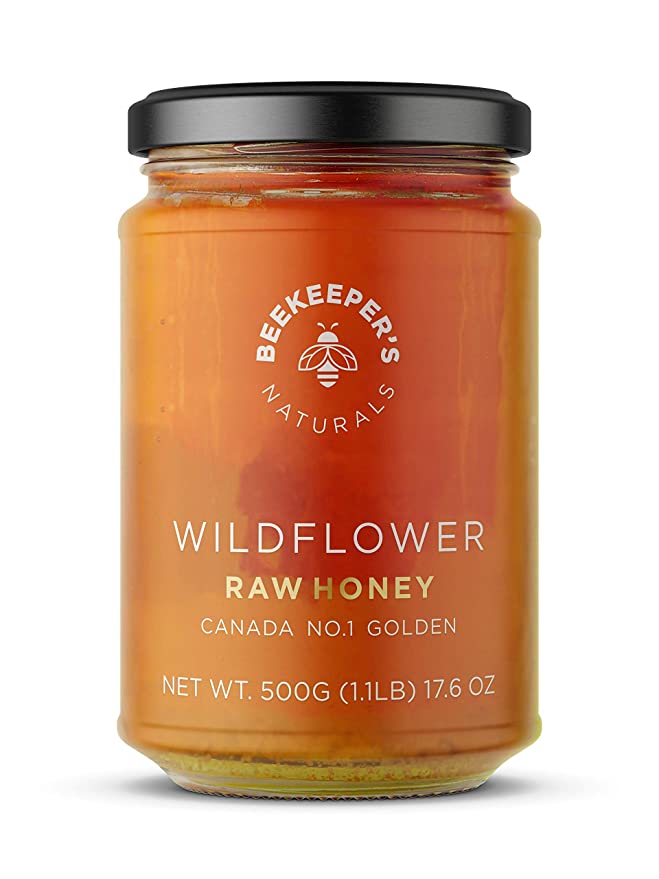 BEEKEEPER'S
NATURALS
WILDFLOWER
RAW HONEY
CANADA NO.1 GOLDEN
NET WT. 500G (1.1LB) 17.6 OZ